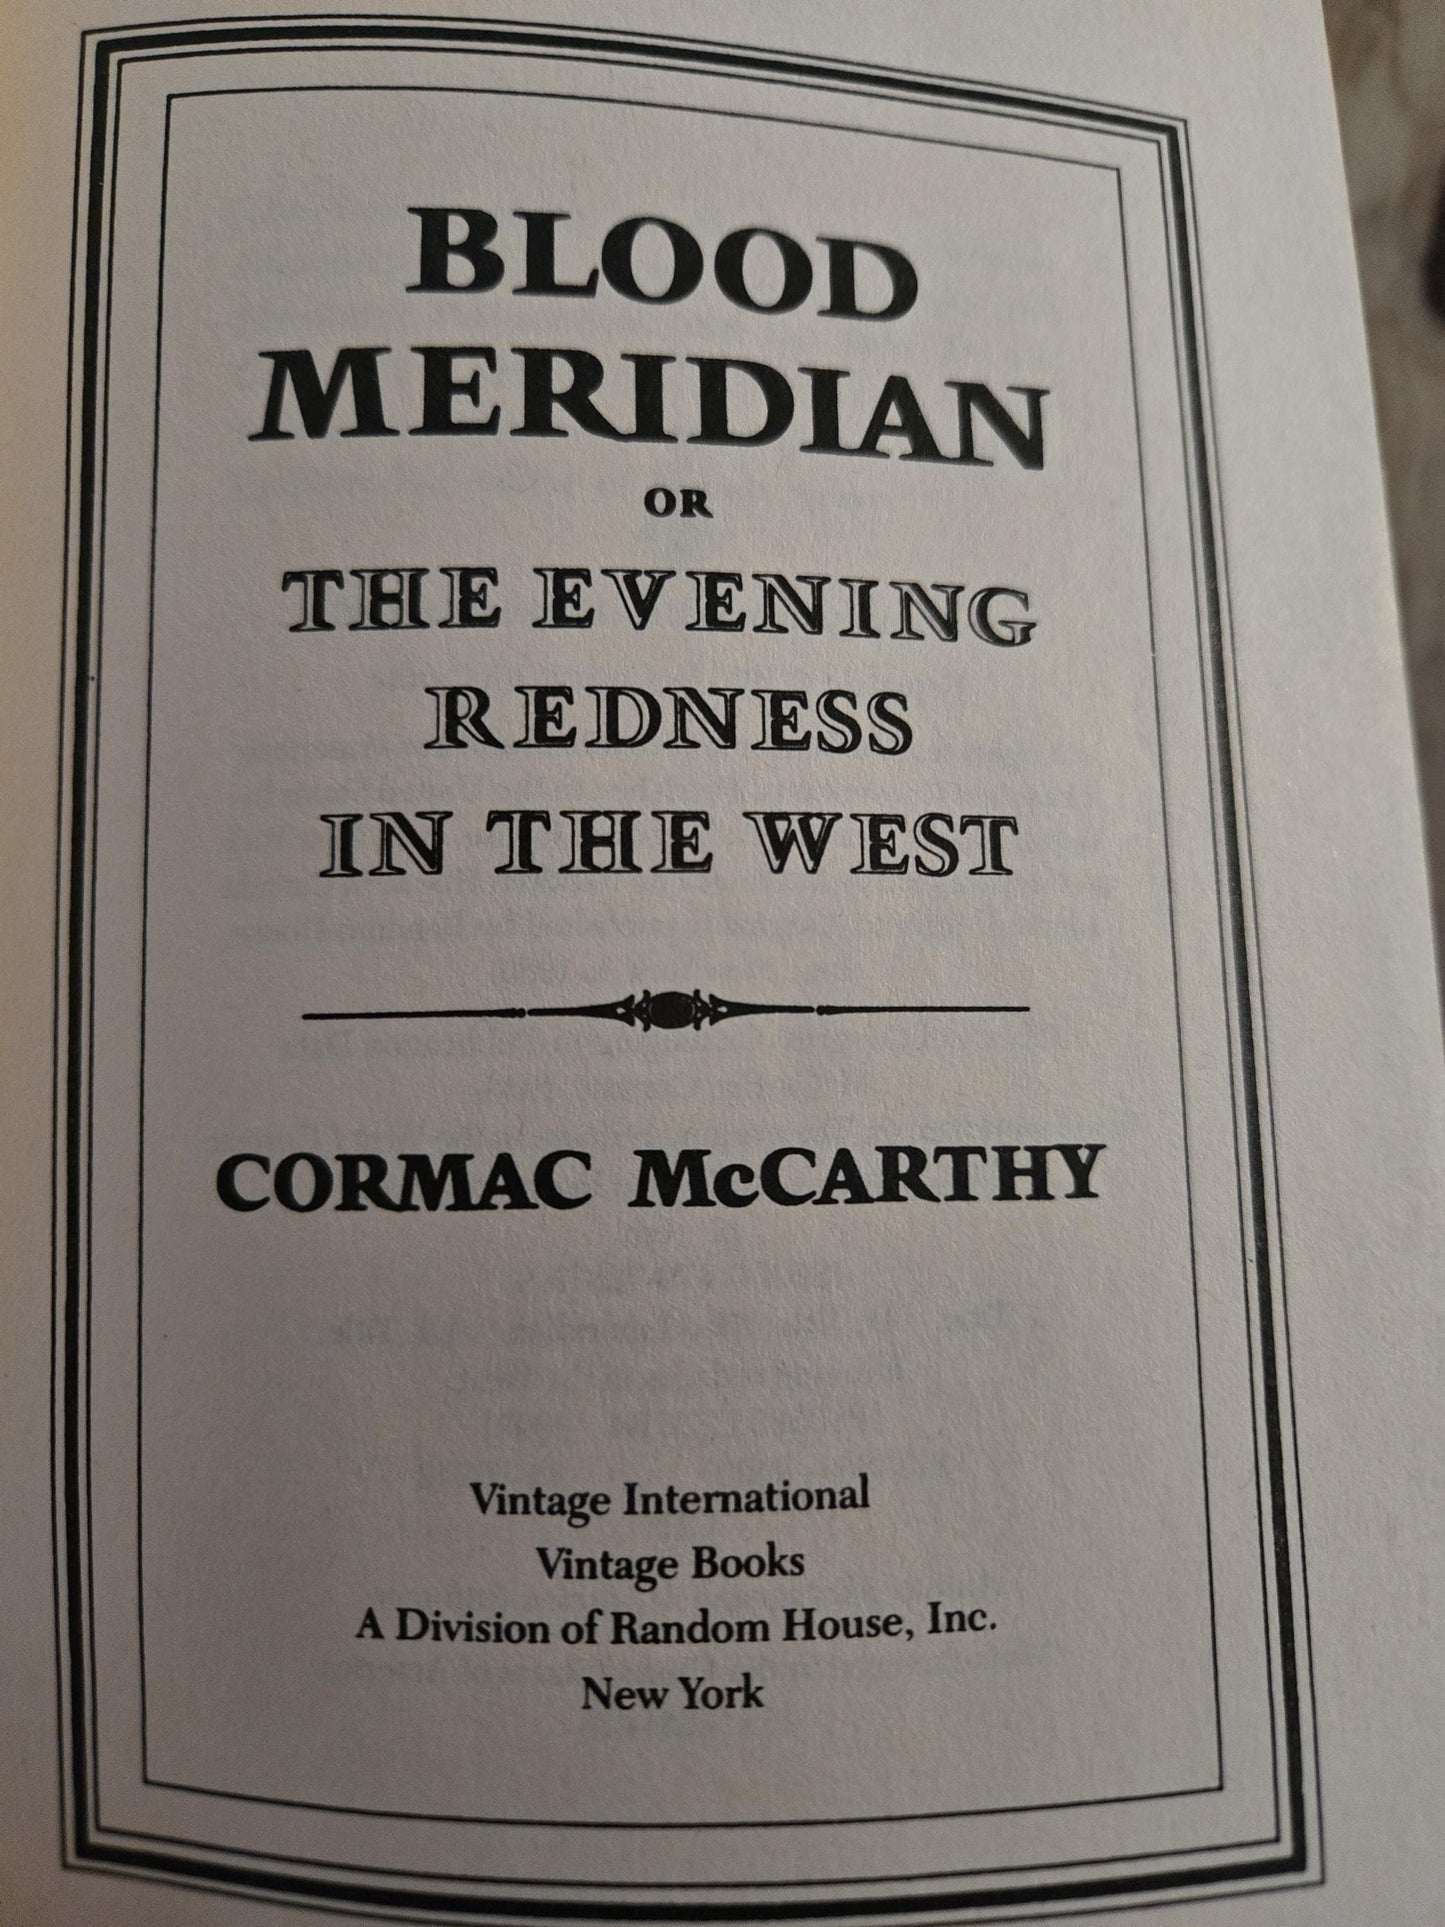 BLOOD
MERIDIAN
OR
THE EVENING
REDNESS
IN THE WEST
CORMAC McCARTHY
Vintage International
Vintage Books
A Division of Random House, Inc.
New York